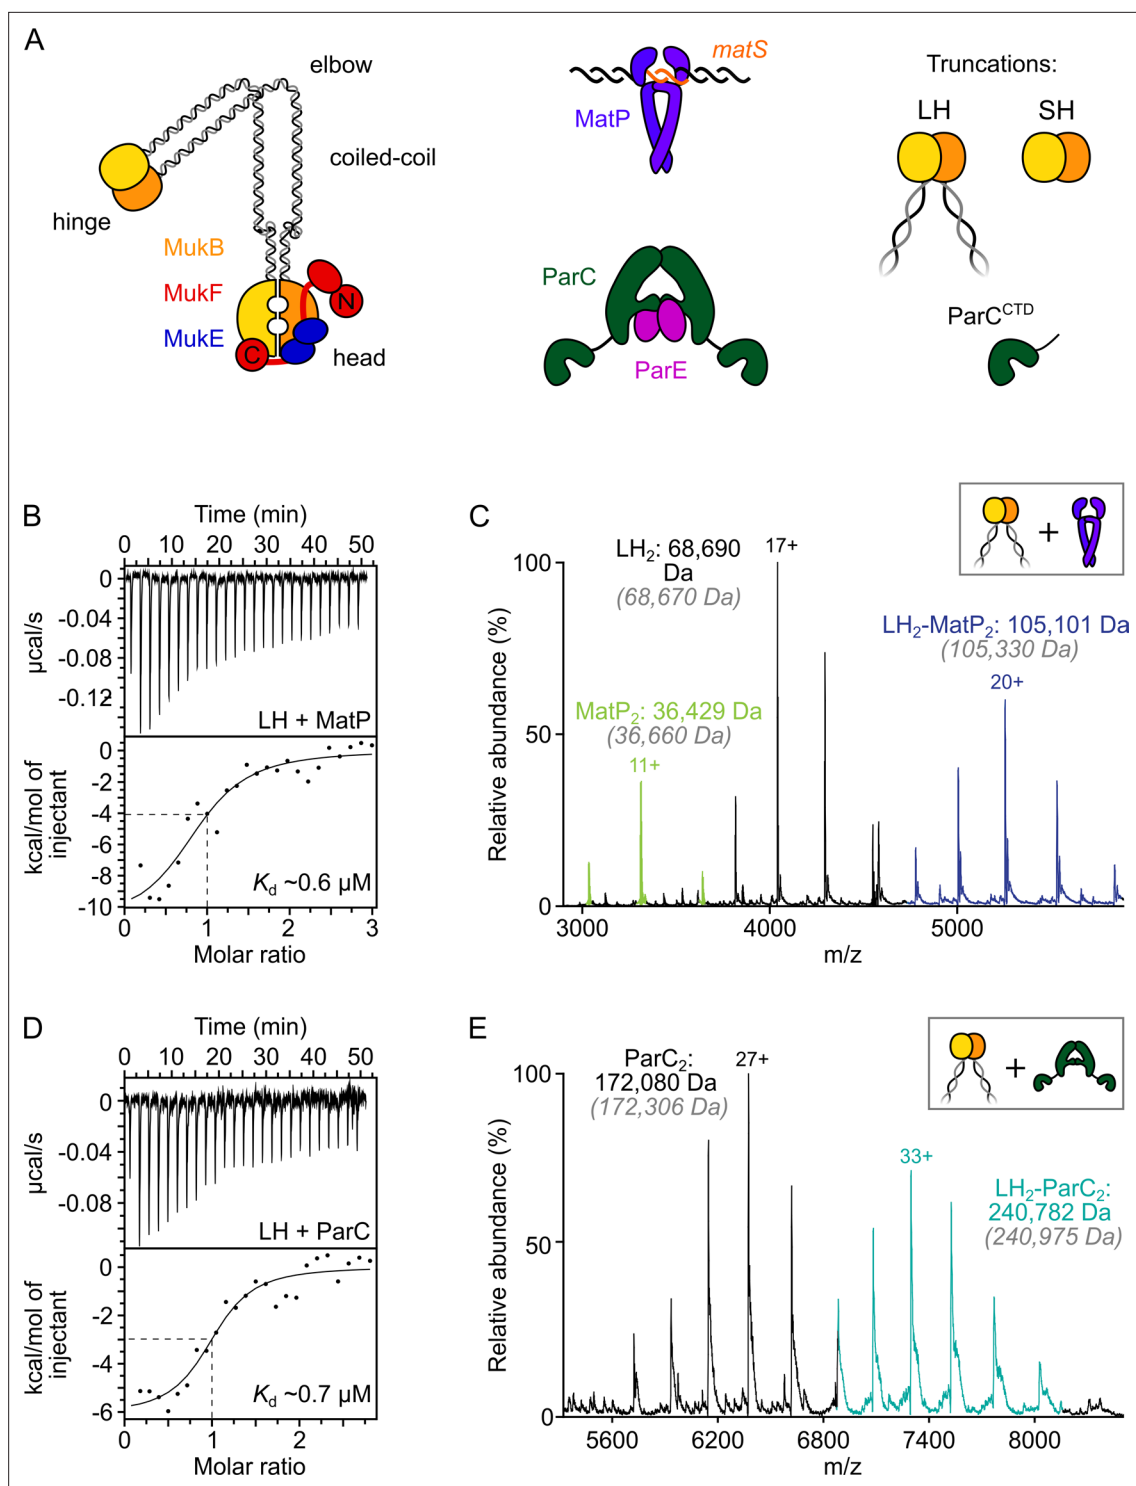 A
elbow
coiled-coil
hinge
MukB
MukF
MukE
N
C
head
matS
MatP
ParC
ParE
Truncations:
LH SH
ParC^CTD
B
Time (min)
0 10 20 30 40 50
0
-0.04
-0.08
-0.12
µcal/s
LH + MatP
0
-2
-4
-6
-8
-10
kcal/mol of
injectant
Kd ~0.6 µM
0 1 2 3
Molar ratio
C
LH₂: 68,690
Da
(68,670 Da)
17+
LH₂-MatP₂: 105,101 Da
(105,330 Da)
20+
MatP₂: 36,429 Da
(36,660 Da)
11+
100
50
0
Relative abundance (%)
3000 4000 5000
m/z
D
Time (min)
0 10 20 30 40 50
0
-0.04
-0.08
µcal/s
LH + ParC
0
-2
-4
-6
kcal/mol of
injectant
Kd ~0.7 µM
0 1 2
Molar ratio
E
ParC₂:
172,080 Da
(172,306 Da)
27+
33+
LH₂-ParC₂:
240,782 Da
(240,975 Da)
100
50
0
Relative abundance (%)
5600 6200 6800 7400 8000
m/z